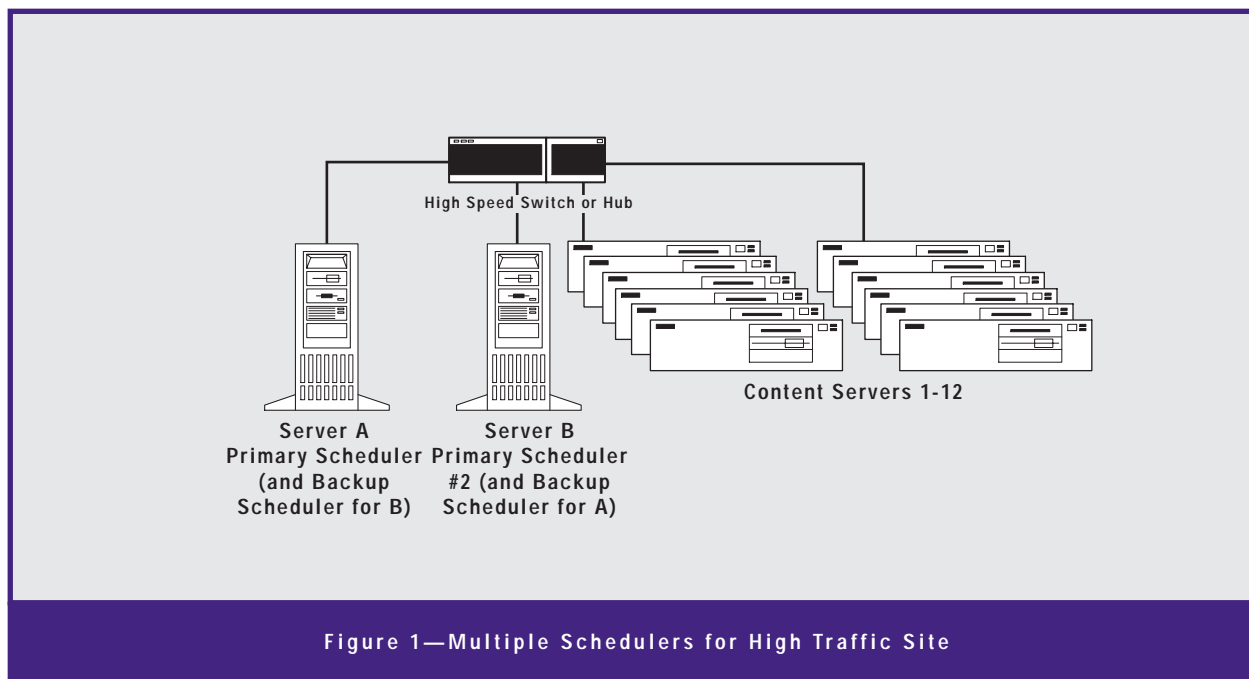 High Speed Switch or Hub
Server A
Primary Scheduler
(and Backup
Scheduler for B)
Server B
Primary Scheduler
#2 (and Backup
Scheduler for A)
Content Servers 1-12
Figure 1—Multiple Schedulers for High Traffic Site